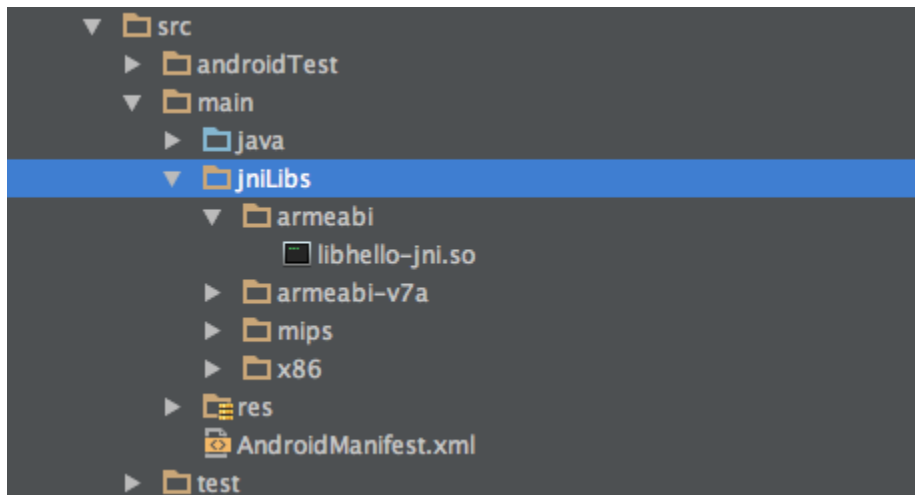 src
androidTest
main
java
jniLibs
armeabi
libhello-jni.so
armeabi-v7a
mips
x86
res
AndroidManifest.xml
test